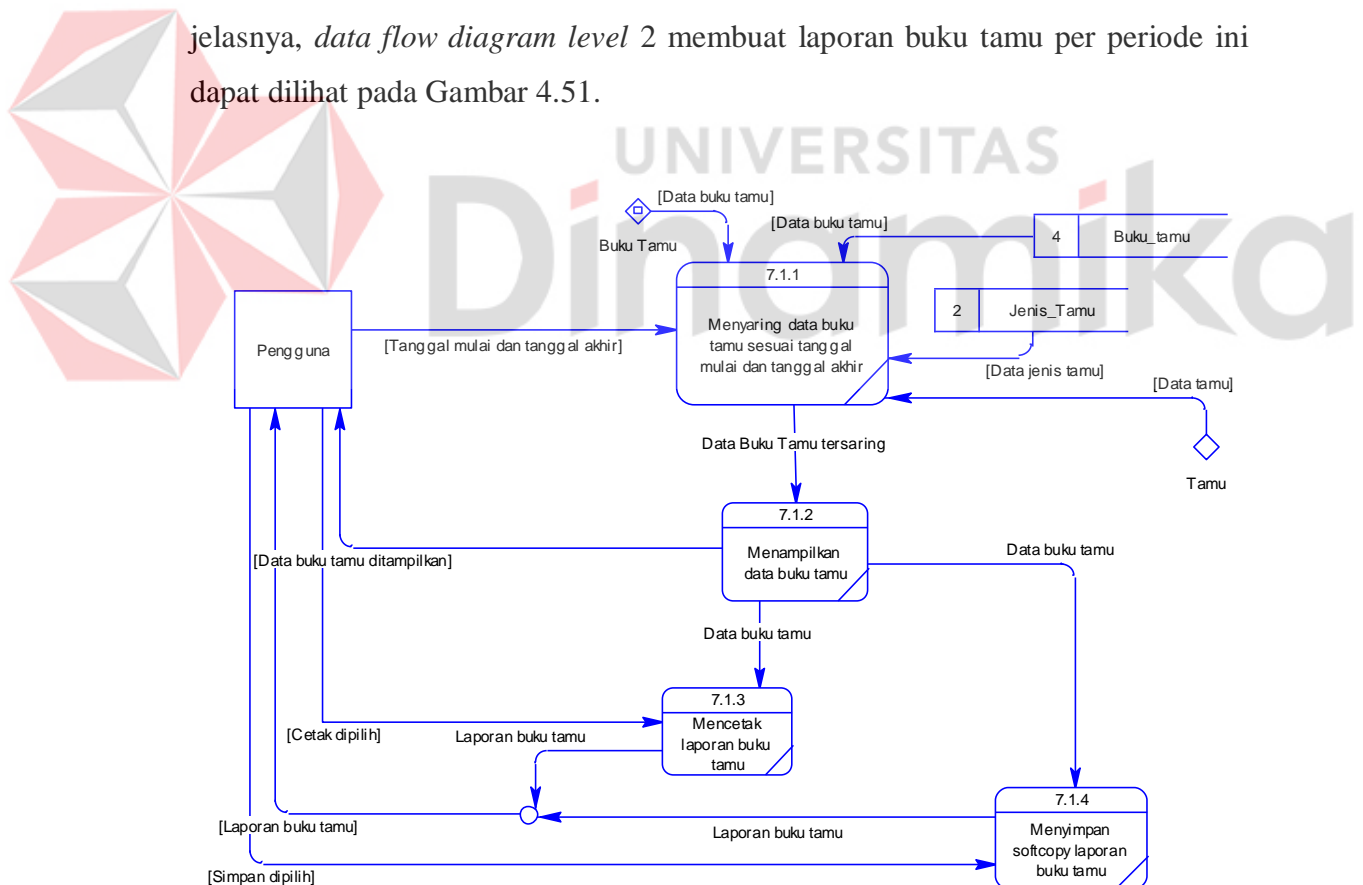 jelasnya, data flow diagram level 2 membuat laporan buku tamu per periode ini
dapat dilihat pada Gambar 4.51.
UNIVERSITAS
Dinamika
[Data buku tamu]
Buku Tamu
[Data buku tamu]
4
Buku_tamu
7.1.1
Menyaring data buku
tamu sesuai tanggal
mulai dan tanggal akhir
2
Jenis_Tamu
Pengguna
[Tanggal mulai dan tanggal akhir]
[Data jenis tamu]
[Data tamu]
Data Buku Tamu tersaring
Tamu
7.1.2
Menampilkan
data buku tamu
[Data buku tamu ditampilkan]
Data buku tamu
Data buku tamu
7.1.3
Mencetak
laporan buku
tamu
[Cetak dipilih]
Laporan buku tamu
7.1.4
Menyimpan
softcopy laporan
buku tamu
[Laporan buku tamu]
Laporan buku tamu
[Simpan dipilih]